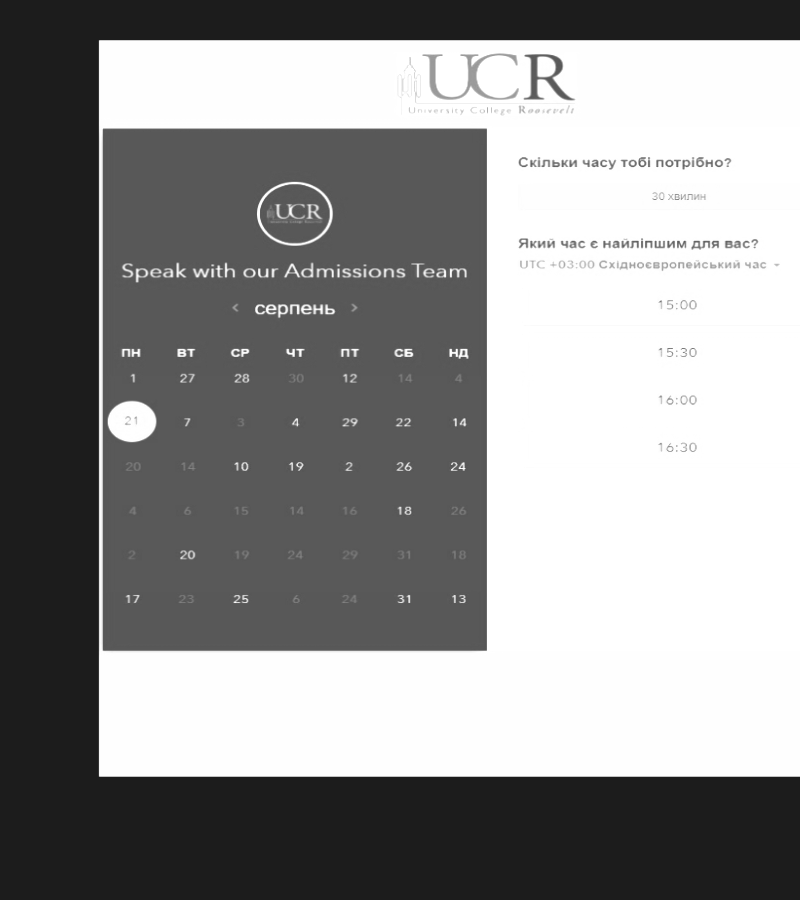 UCR
University College Roosevelt
UCR
Speak with our Admissions Team
< серпень >
ПН ВТ СР ЧТ ПТ СБ НД
1 27 28 30 12 14 4
21 7 3 4 29 22 14
20 14 10 19 2 26 24
4 6 15 14 16 18 26
2 20 19 24 29 31 18
17 23 25 6 24 31 13
Скільки часу тобі потрібно?
30 хвилин
Який час є найліпшим для вас?
UTC +03:00 Східноєвропейський час
15:00
15:30
16:00
16:30